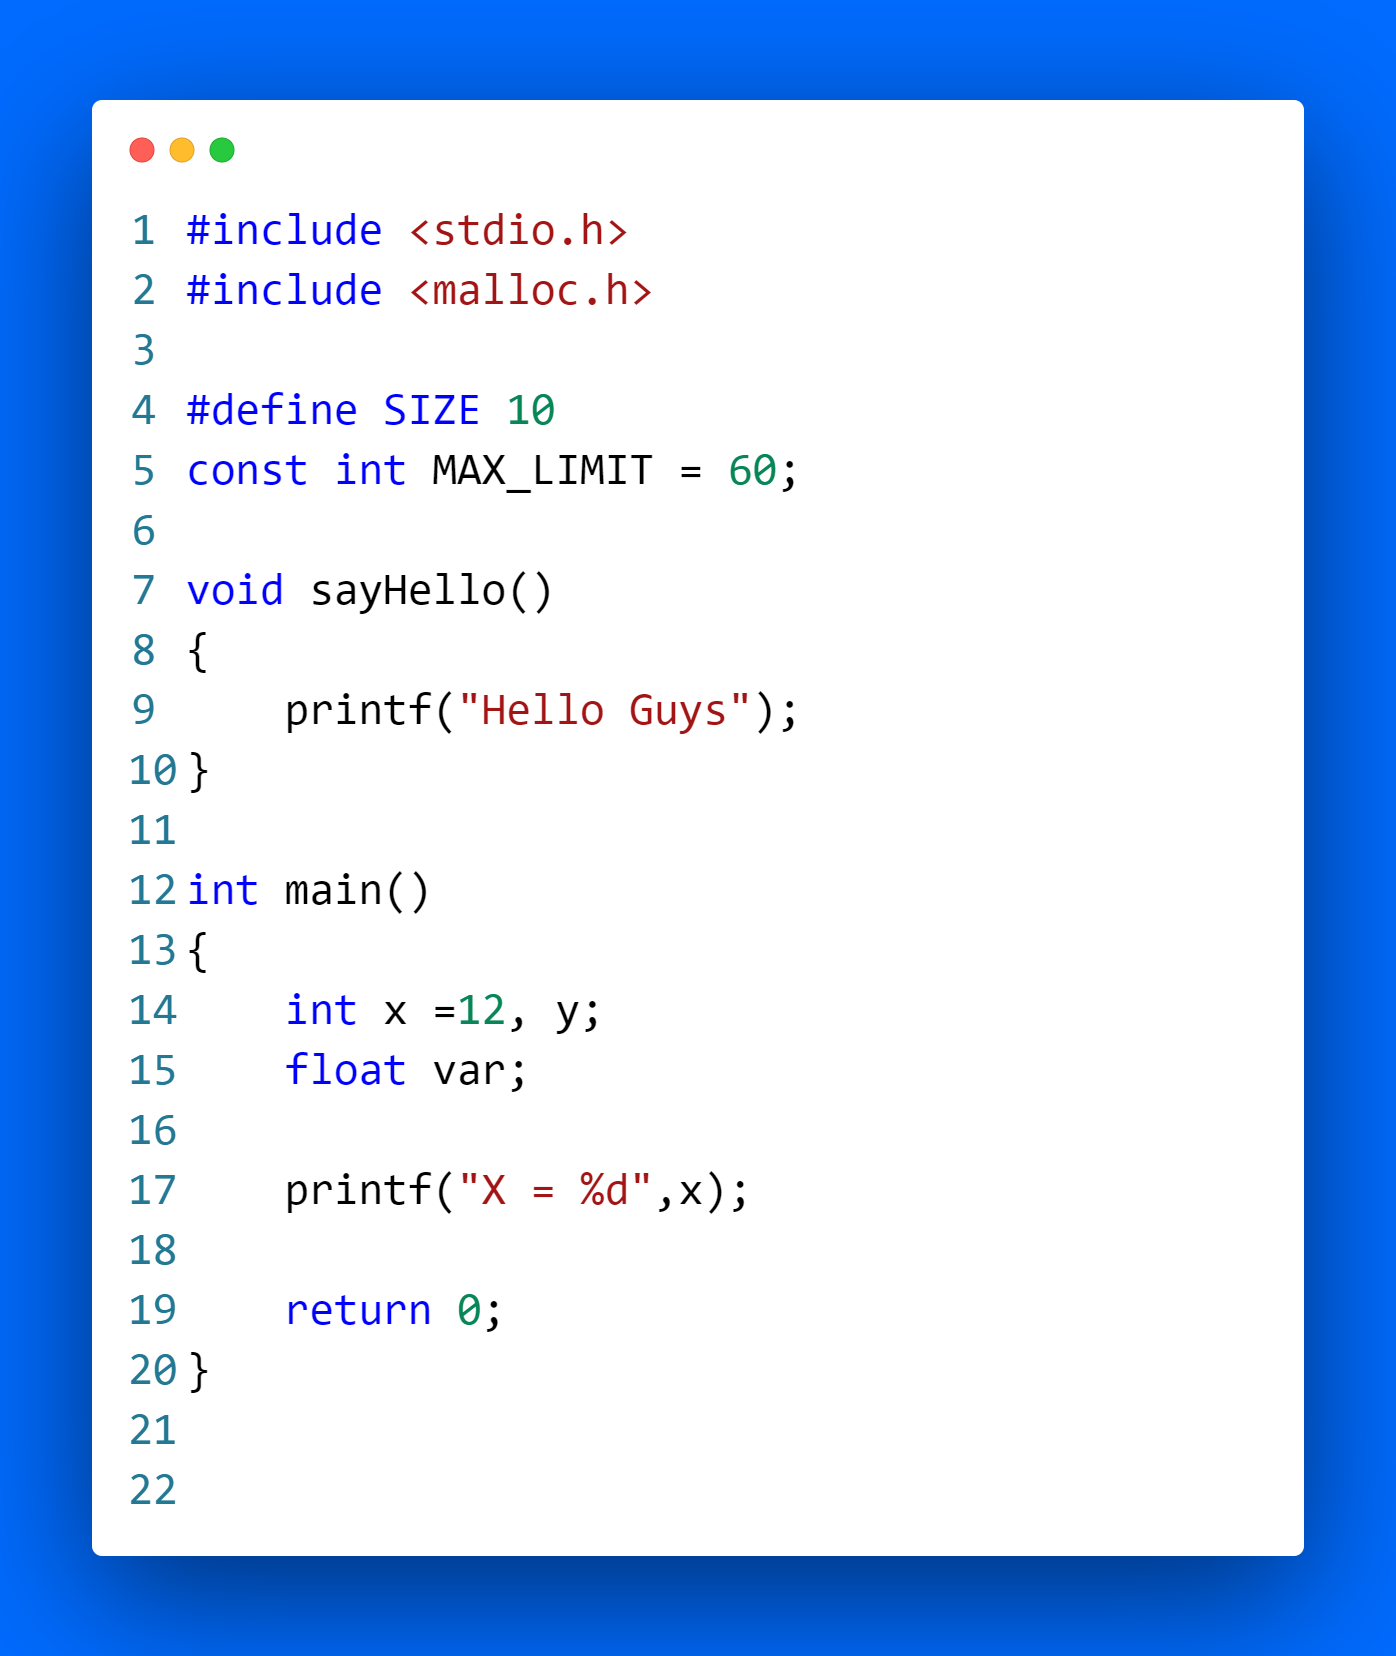 1 #include <stdio.h>
2 #include <malloc.h>
3
4 #define SIZE 10
5 const int MAX_LIMIT = 60;
6
7 void sayHello()
8 {
9     printf("Hello Guys");
10 }
11
12 int main()
13 {
14     int x =12, y;
15     float var;
16
17     printf("X = %d",x);
18
19     return 0;
20 }
21
22